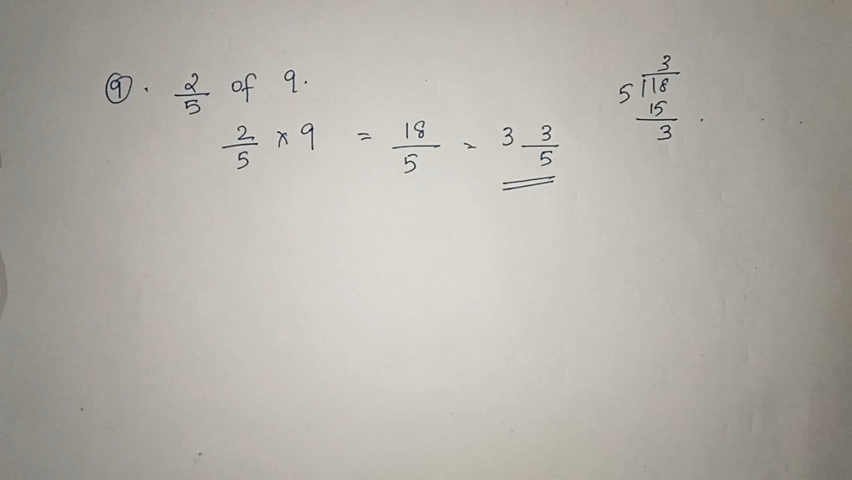 9. 2/5 of 9.
2/5 × 9 = 18/5 = 3 3/5
3
5 18
15
3